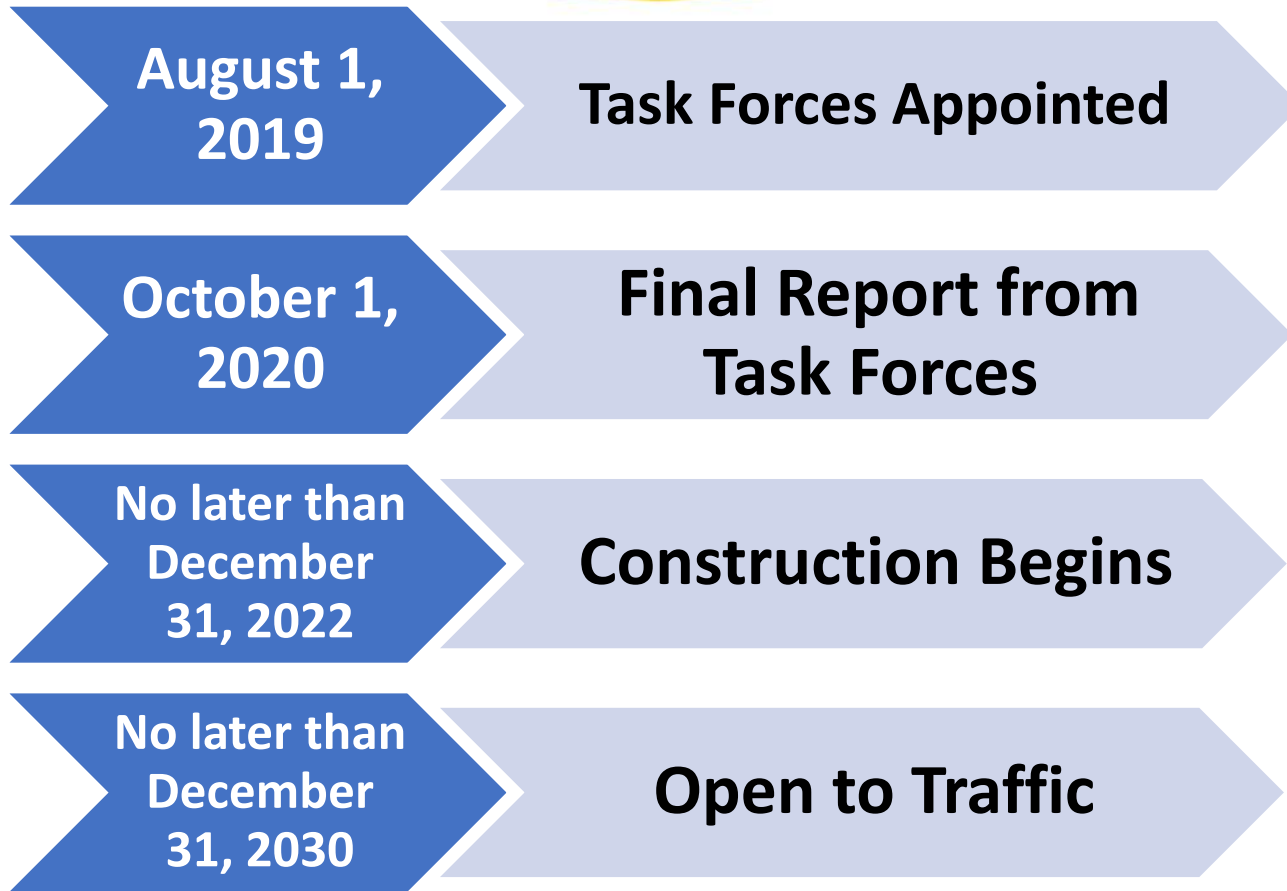 August 1,
2019
Task Forces Appointed
October 1,
2020
Final Report from
Task Forces
No later than
December
31, 2022
Construction Begins
No later than
December
31, 2030
Open to Traffic